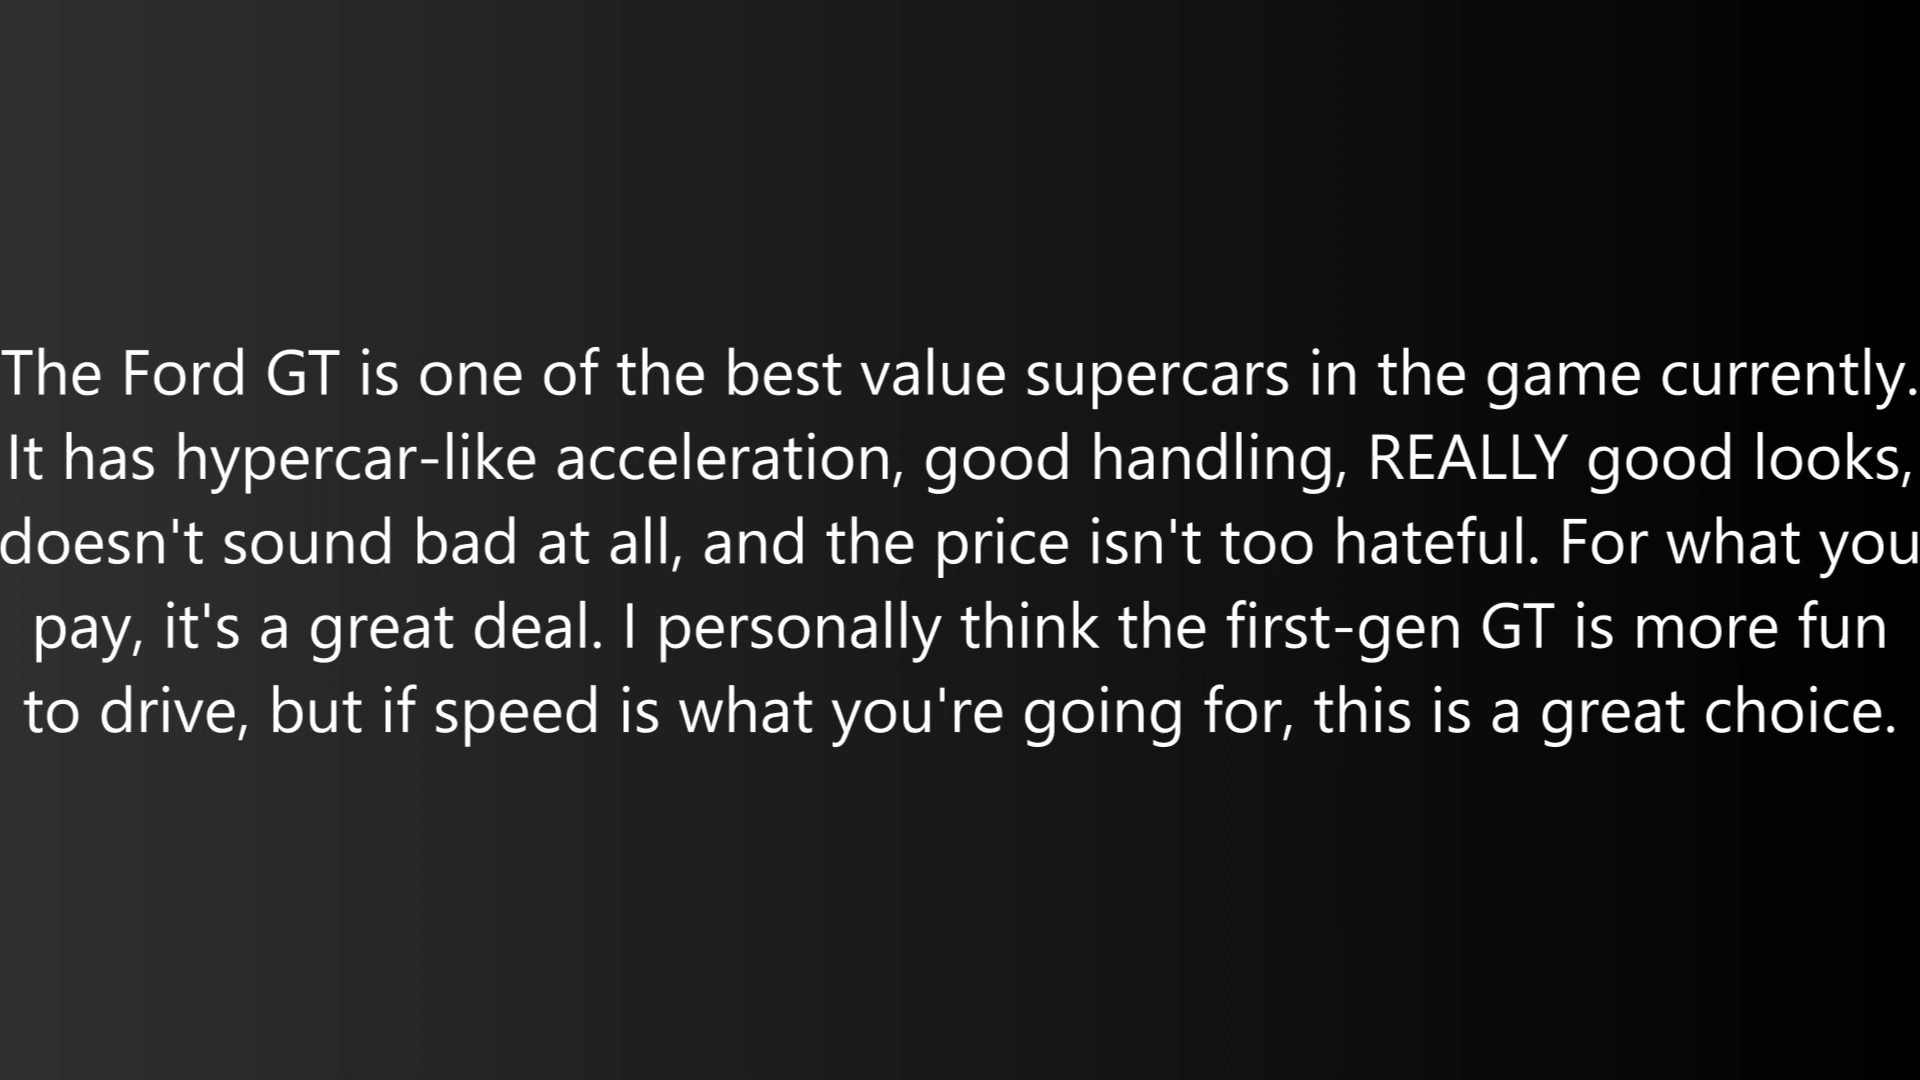 The Ford GT is one of the best value supercars in the game currently.
It has hypercar-like acceleration, good handling, REALLY good looks,
doesn't sound bad at all, and the price isn't too hateful. For what you
pay, it's a great deal. I personally think the first-gen GT is more fun
to drive, but if speed is what you're going for, this is a great choice.